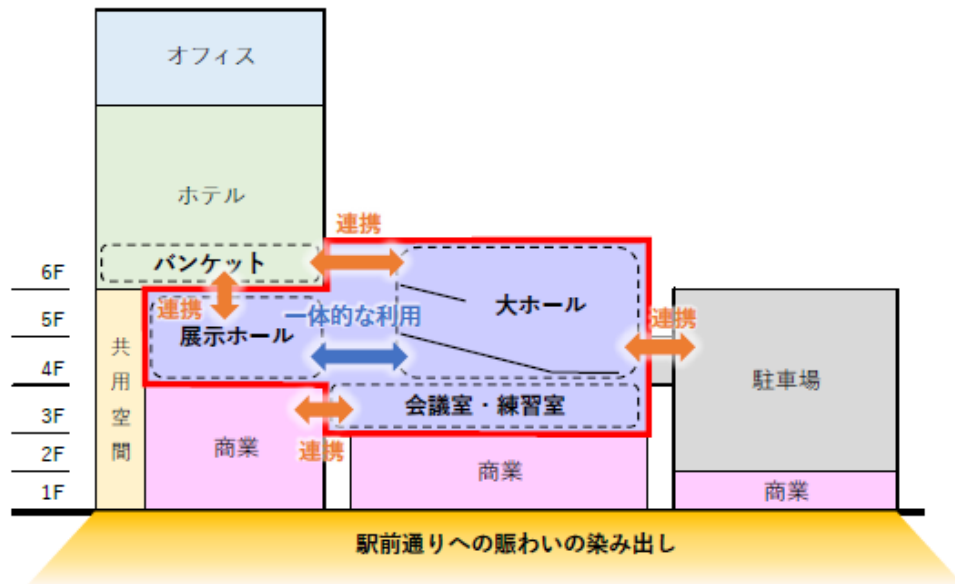 オフィス
ホテル
連携
バンケット
6F
連携
一体的な利用
大ホール
連携
5F
展示ホール
共用空間
4F
駐車場
会議室・練習室
3F
商業
連携
2F
商業
1F
商業
駅前通りへの賑わいの染み出し